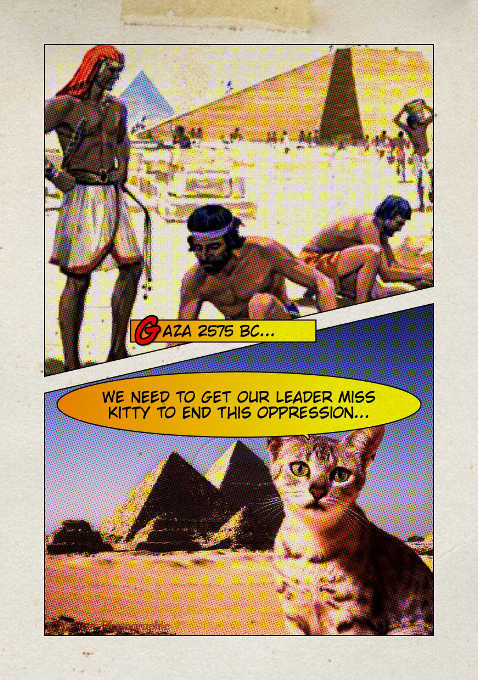 GAZA 2575 BC...
WE NEED TO GET OUR LEADER MISS
KITTY TO END THIS OPPRESSION...